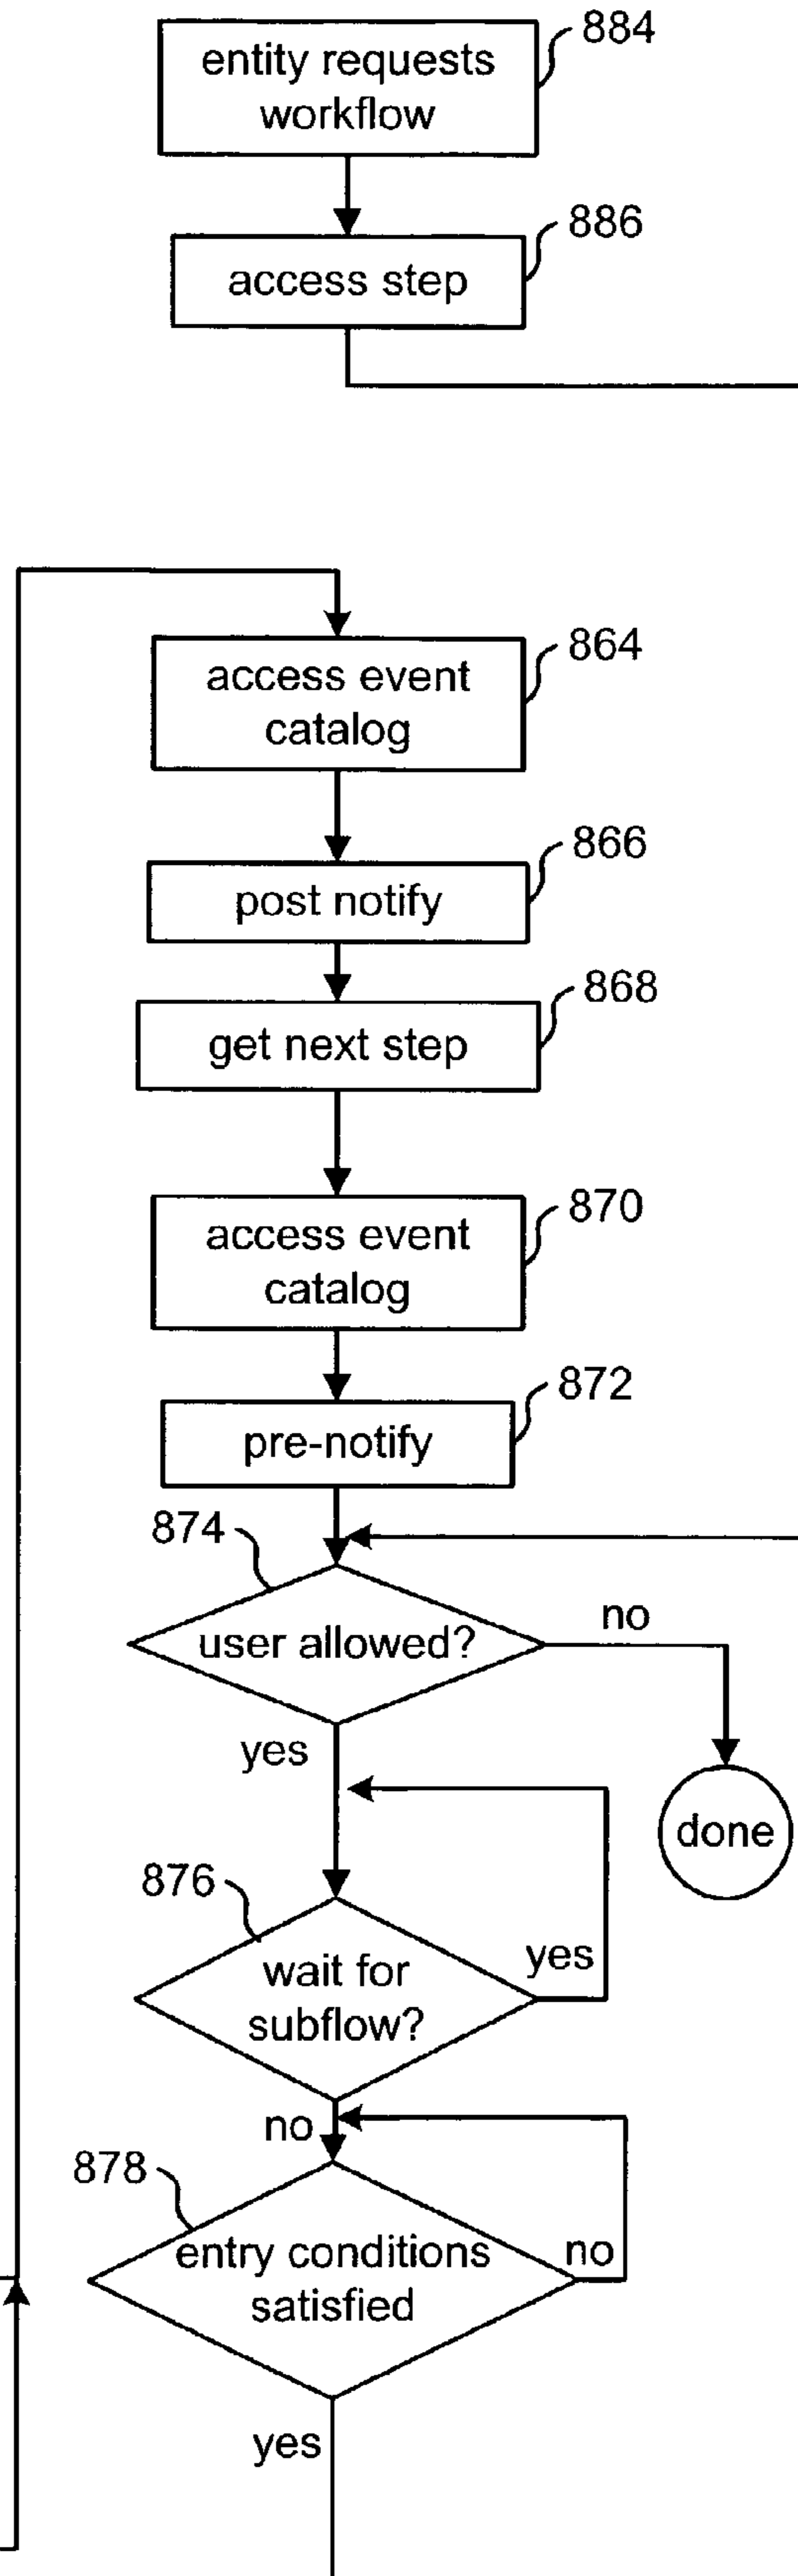 884
entity requests
workflow
886
access step
864
access event
catalog
866
post notify
868
get next step
870
access event
catalog
872
pre-notify
874
user allowed?
no
yes
done
876
wait for
subflow?
yes
no
878
entry conditions
satisfied
no
yes